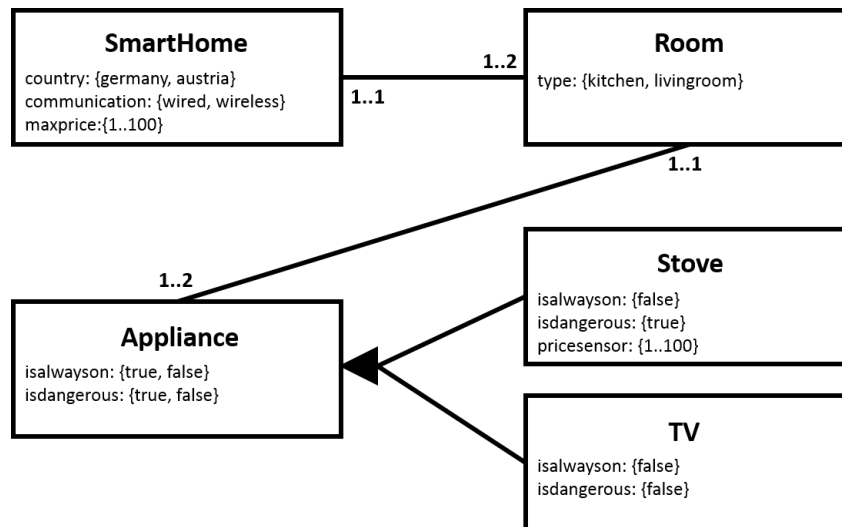 SmartHome
country: {germany, austria}
communication: {wired, wireless}
maxprice:{1..100}
1..1
1..2
Room
type: {kitchen, livingroom}
1..1
1..2
Appliance
isalwayson: {true, false}
isdangerous: {true, false}
Stove
isalwayson: {false}
isdangerous: {true}
pricesensor: {1..100}
TV
isalwayson: {false}
isdangerous: {false}